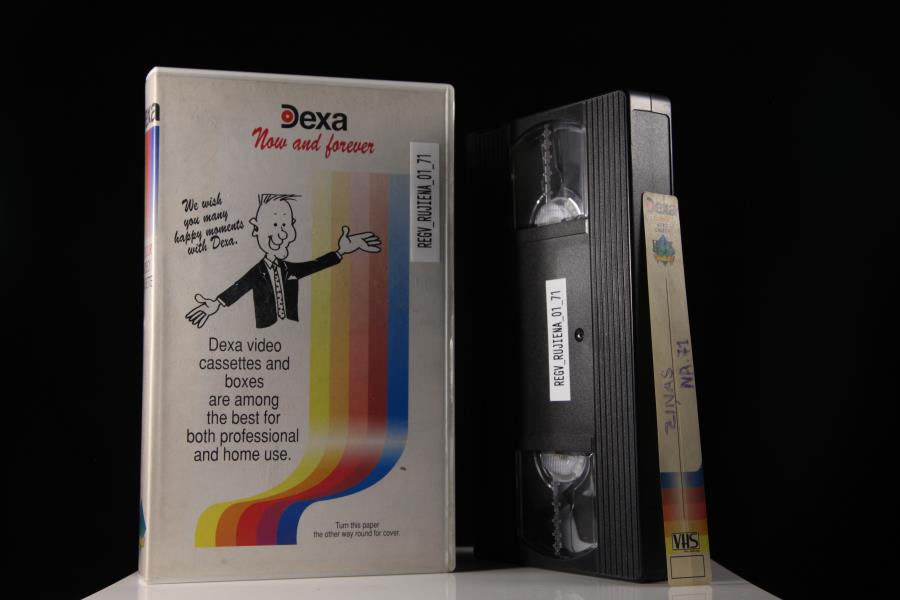 Dexa
Now and forever
We wish
you many
happy moments
with Dexa.
Dexa video
cassettes and
boxes
are among
the best for
both professional
and home use.
Turn this paper
the other way round for cover.
REGV_RUJIENA_01_71
REGV_RUJIENA_01_71
Dexa
ZIŅAS
NR.71
VHS